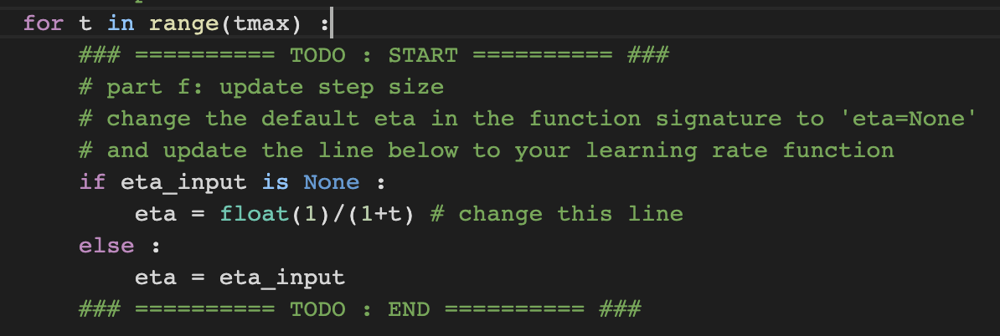 for t in range(tmax) :
### ========== TODO : START ========== ###
# part f: update step size
# change the default eta in the function signature to 'eta=None'
# and update the line below to your learning rate function
if eta_input is None :
eta = float(1)/(1+t) # change this line
else :
eta = eta_input
### ========== TODO : END ========== ###